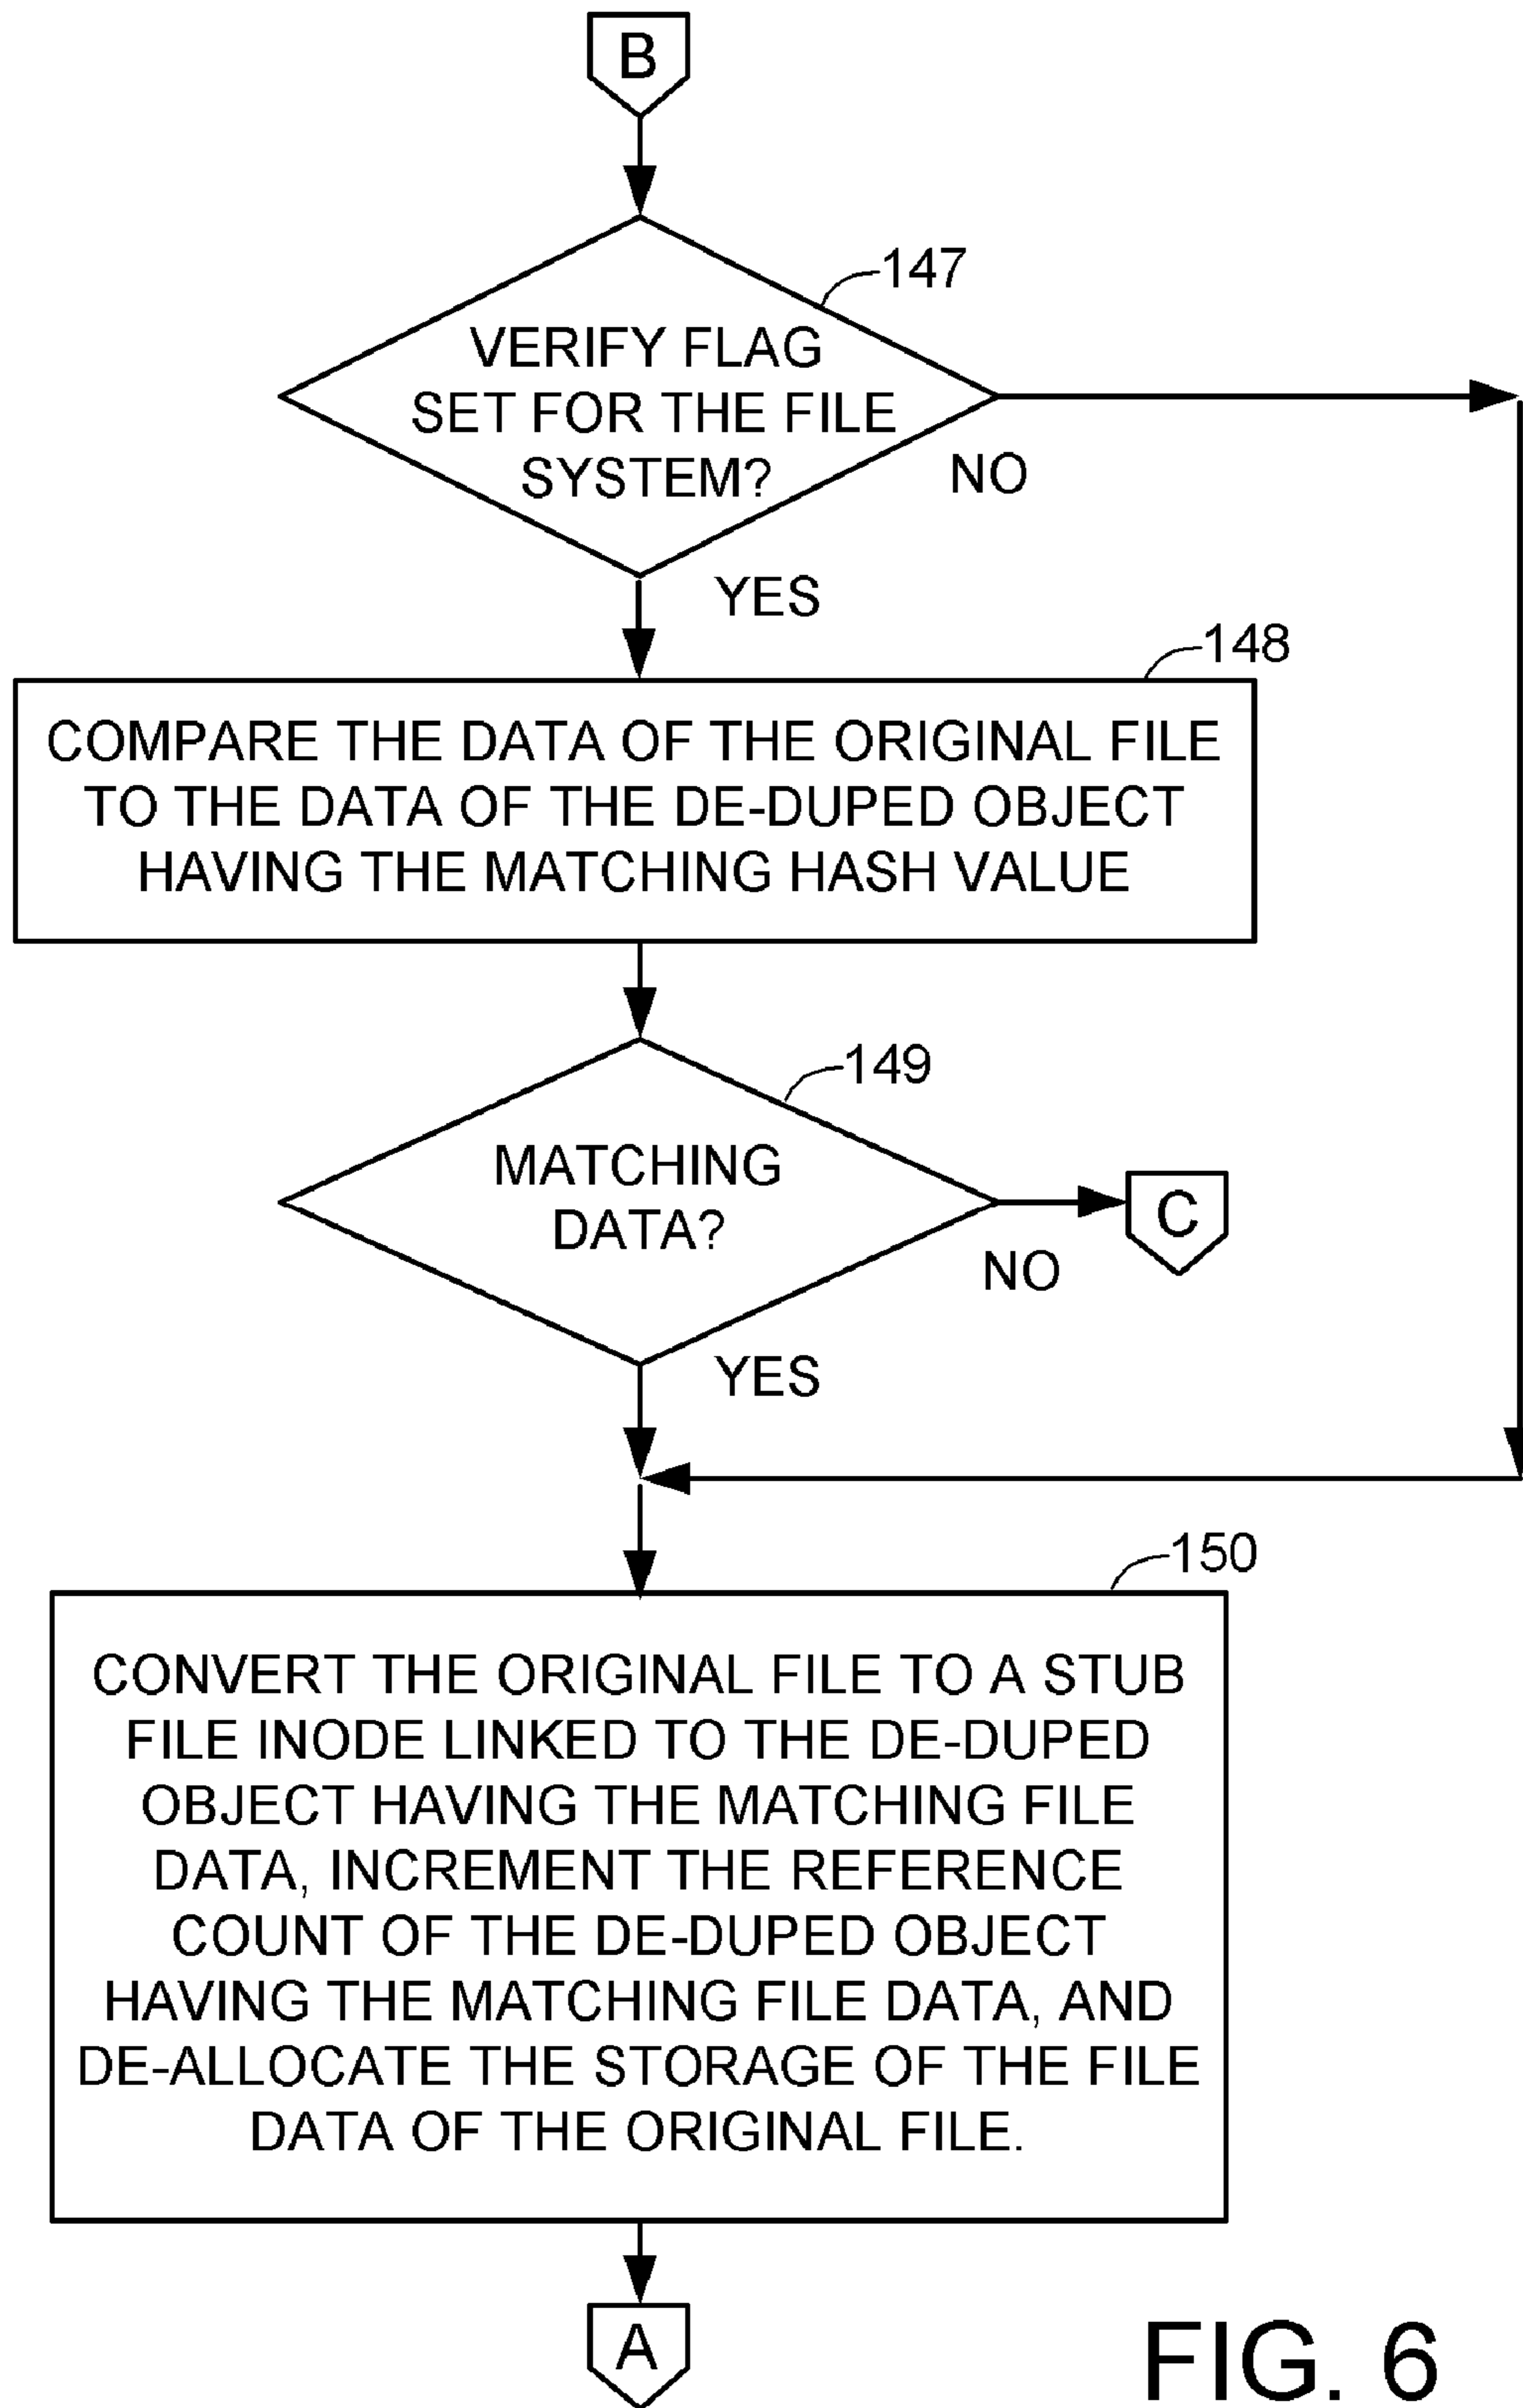 B
147
VERIFY FLAG
SET FOR THE FILE
SYSTEM?
NO
YES
148
COMPARE THE DATA OF THE ORIGINAL FILE
TO THE DATA OF THE DE-DUPED OBJECT
HAVING THE MATCHING HASH VALUE
149
MATCHING
DATA?
C
NO
YES
150
CONVERT THE ORIGINAL FILE TO A STUB
FILE INODE LINKED TO THE DE-DUPED
OBJECT HAVING THE MATCHING FILE
DATA, INCREMENT THE REFERENCE
COUNT OF THE DE-DUPED OBJECT
HAVING THE MATCHING FILE DATA, AND
DE-ALLOCATE THE STORAGE OF THE FILE
DATA OF THE ORIGINAL FILE.
A
FIG. 6